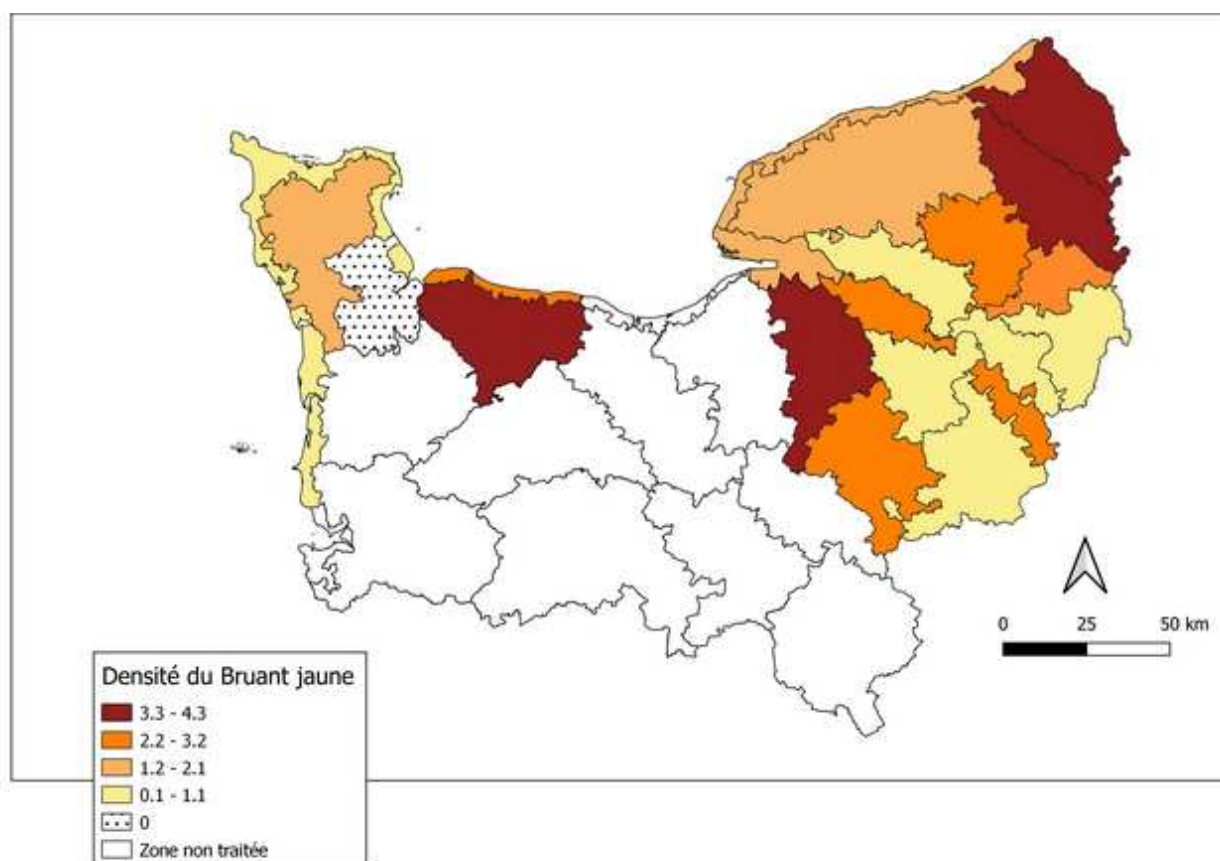 0 25 50 km
Densité du Bruant jaune
3.3 - 4.3
2.2 - 3.2
1.2 - 2.1
0.1 - 1.1
0
Zone non traitée